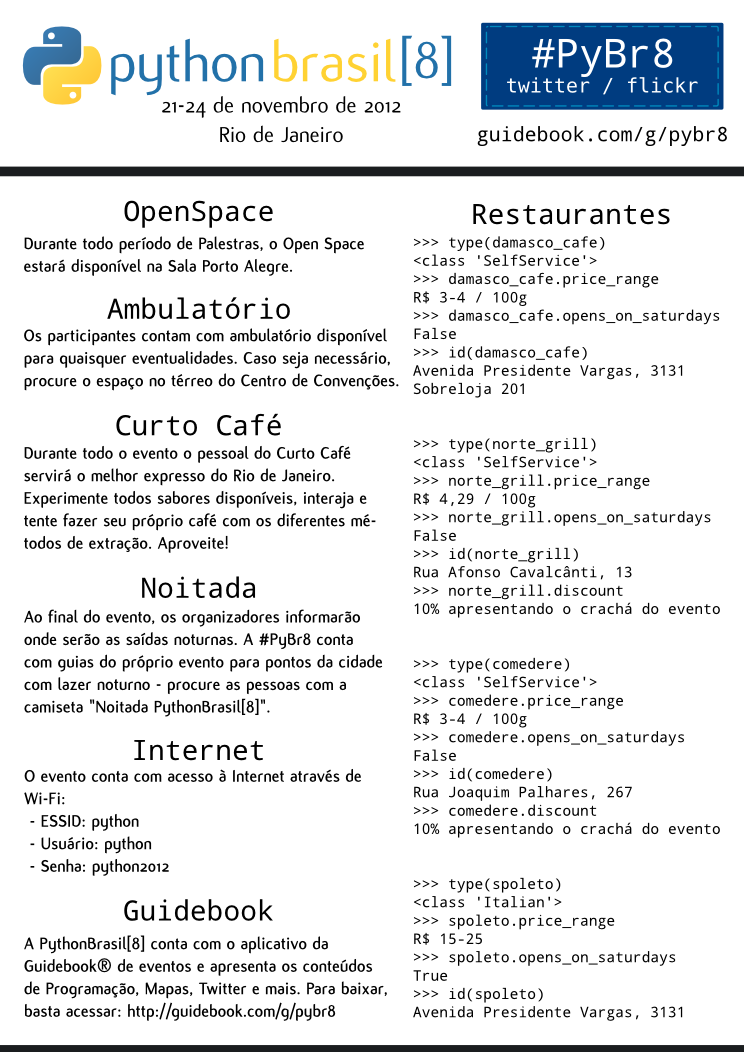 pythonbrasil[8]
21-24 de novembro de 2012
Rio de Janeiro
#PyBr8
twitter / flickr
guidebook.com/g/pybr8
OpenSpace
Durante todo período de Palestras, o Open Space
estará disponível na Sala Porto Alegre.
Ambulatório
Os participantes contam com ambulatório disponível
para quaisquer eventualidades. Caso seja necessário,
procure o espaço no térreo do Centro de Convenções.
Curto Café
Durante todo o evento o pessoal do Curto Café
servirá o melhor expresso do Rio de Janeiro.
Experimente todos sabores disponíveis, interaja e
tente fazer seu próprio café com os diferentes mé-
todos de extração. Aproveite!
Noitada
Ao final do evento, os organizadores informarão
onde serão as saídas noturnas. A #PyBr8 conta
com guias do próprio evento para pontos da cidade
com lazer noturno - procure as pessoas com a
camiseta "Noitada PythonBrasil[8]".
Internet
O evento conta com acesso à Internet através de
Wi-Fi:
- ESSID: python
- Usuário: python
- Senha: python2012
Guidebook
A PythonBrasil[8] conta com o aplicativo da
Guidebook® de eventos e apresenta os conteúdos
de Programação, Mapas, Twitter e mais. Para baixar,
basta acessar: http://guidebook.com/g/pybr8
Restaurantes
>>> type(damasco_cafe)
<class 'SelfService'>
>>> damasco_cafe.price_range
R$ 3-4 / 100g
>>> damasco_cafe.opens_on_saturdays
False
>>> id(damasco_cafe)
Avenida Presidente Vargas, 3131
Sobreloja 201
>>> type(norte_grill)
<class 'SelfService'>
>>> norte_grill.price_range
R$ 4,29 / 100g
>>> norte_grill.opens_on_saturdays
False
>>> id(norte_grill)
Rua Afonso Cavalcânti, 13
>>> norte_grill.discount
10% apresentando o crachá do evento
>>> type(comedere)
<class 'SelfService'>
>>> comedere.price_range
R$ 3-4 / 100g
>>> comedere.opens_on_saturdays
False
>>> id(comedere)
Rua Joaquim Palhares, 267
>>> comedere.discount
10% apresentando o crachá do evento
>>> type(spoleto)
<class 'Italian'>
>>> spoleto.price_range
R$ 15-25
>>> spoleto.opens_on_saturdays
True
>>> id(spoleto)
Avenida Presidente Vargas, 3131